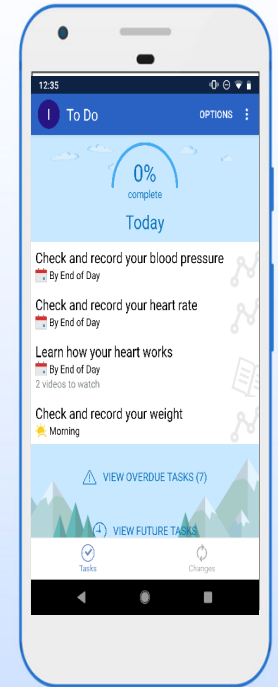 12:35
I
To Do
OPTIONS
0%
complete
Today
Check and record your blood pressure
By End of Day
Check and record your heart rate
By End of Day
Learn how your heart works
By End of Day
2 videos to watch
Check and record your weight
Morning
VIEW OVERDUE TASKS (7)
VIEW FUTURE TASKS
Tasks
Changes